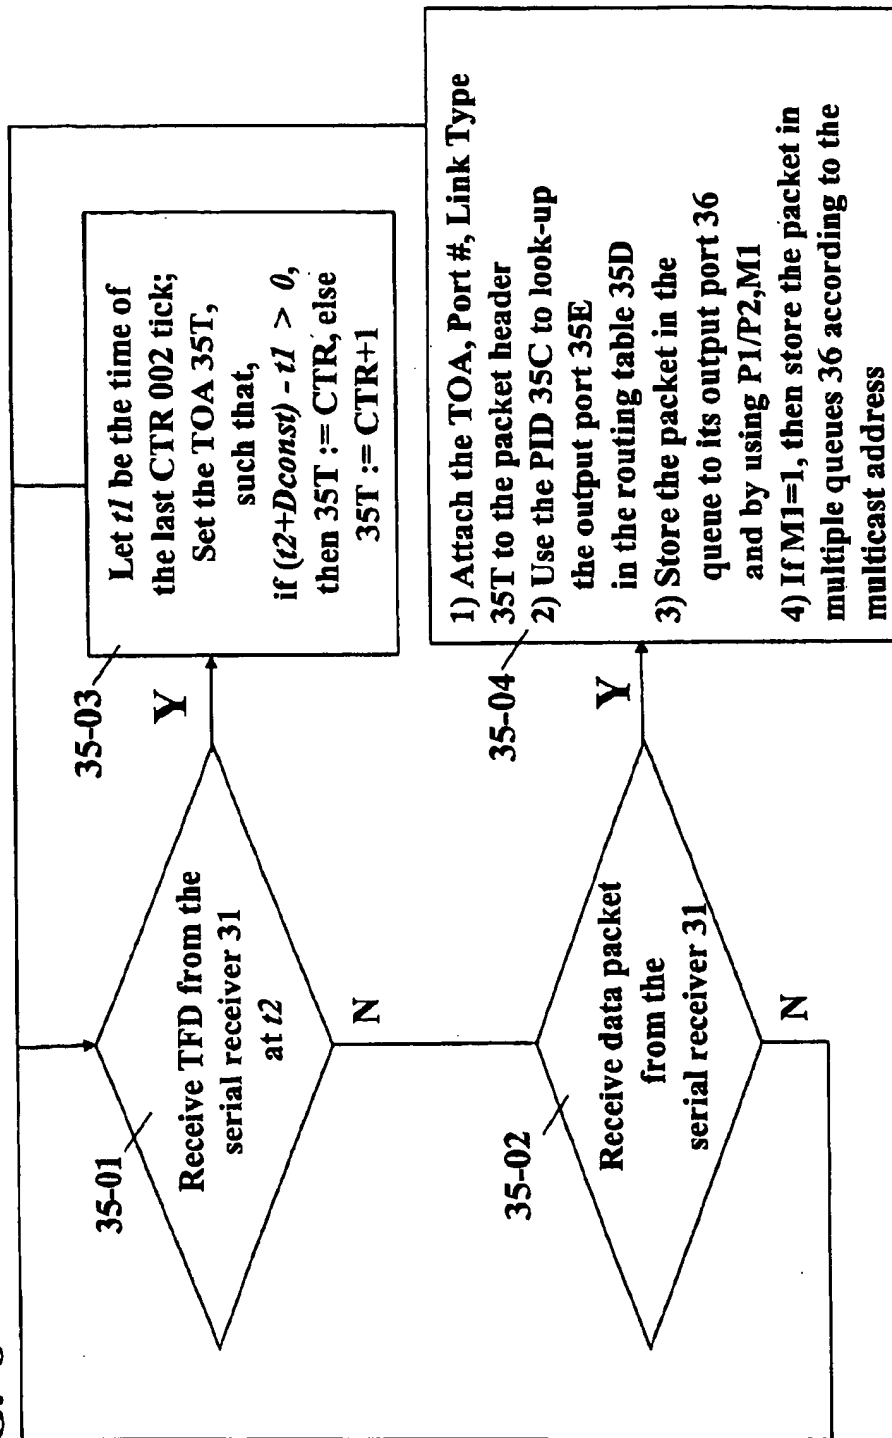 35-01
Receive TFD from the
serial receiver 31
at t2
Y
N
35-03
Let t1 be the time of
the last CTR 002 tick;
Set the TOA 35T,
such that,
if (t2+Dconst) - t1 > 0,
then 35T := CTR, else
35T := CTR+1
35-02
Receive data packet
from the
serial receiver 31
Y
N
35-04
1) Attach the TOA, Port #, Link Type
35T to the packet header
2) Use the PID 35C to look-up
the output port 35E
in the routing table 35D
3) Store the packet in the
queue to its output port 36
and by using P1/P2,M1
4) If M1=1, then store the packet in
multiple queues 36 according to the
multicast address